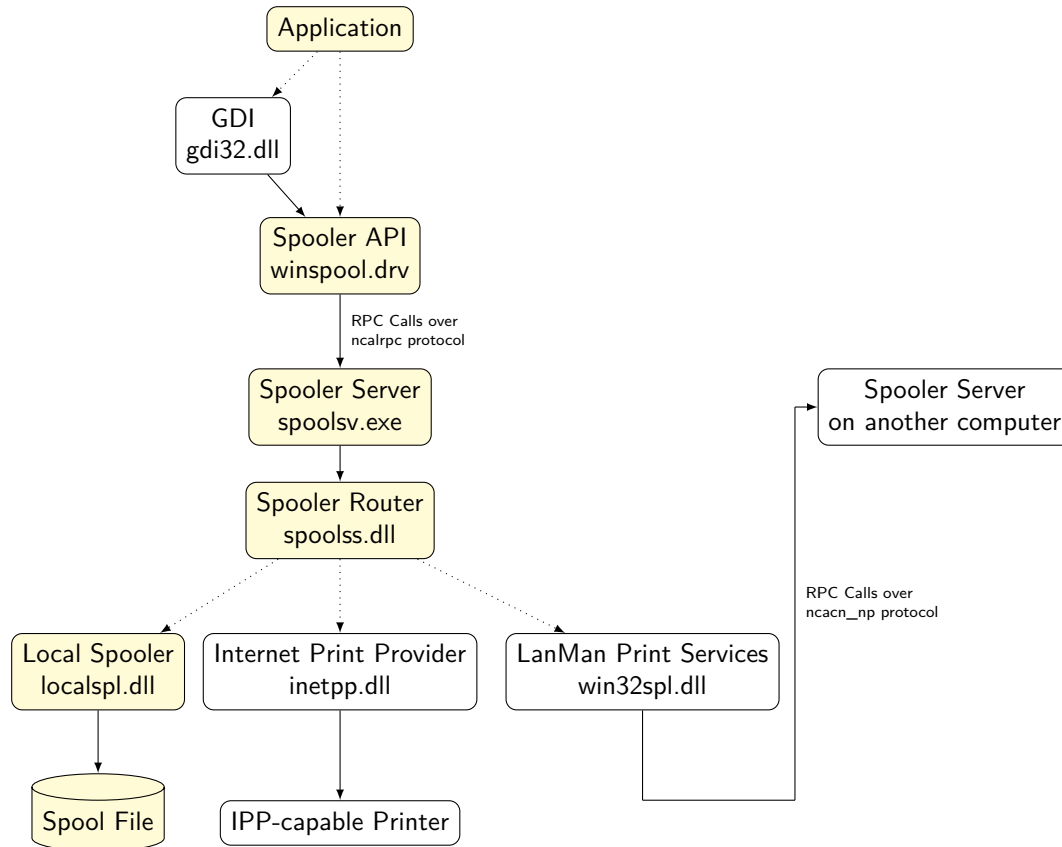 Application
GDI
gdi32.dll
Spooler API
winspool.drv
RPC Calls over
ncalrpc protocol
Spooler Server
spoolsv.exe
Spooler Server
on another computer
Spooler Router
spoolss.dll
RPC Calls over
ncacn_np protocol
Local Spooler
localspl.dll
Internet Print Provider
inetpp.dll
LanMan Print Services
win32spl.dll
Spool File
IPP-capable Printer